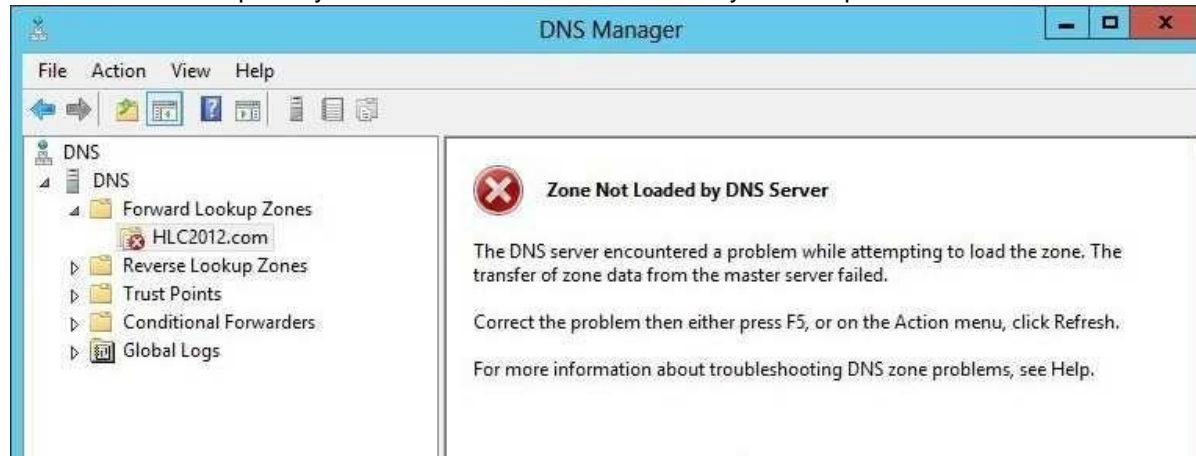 DNS Manager
File Action View Help
DNS
DNS
Forward Lookup Zones
HLC2012.com
Reverse Lookup Zones
Trust Points
Conditional Forwarders
Global Logs
Zone Not Loaded by DNS Server
The DNS server encountered a problem while attempting to load the zone. The
transfer of zone data from the master server failed.
Correct the problem then either press F5, or on the Action menu, click Refresh.
For more information about troubleshooting DNS zone problems, see Help.